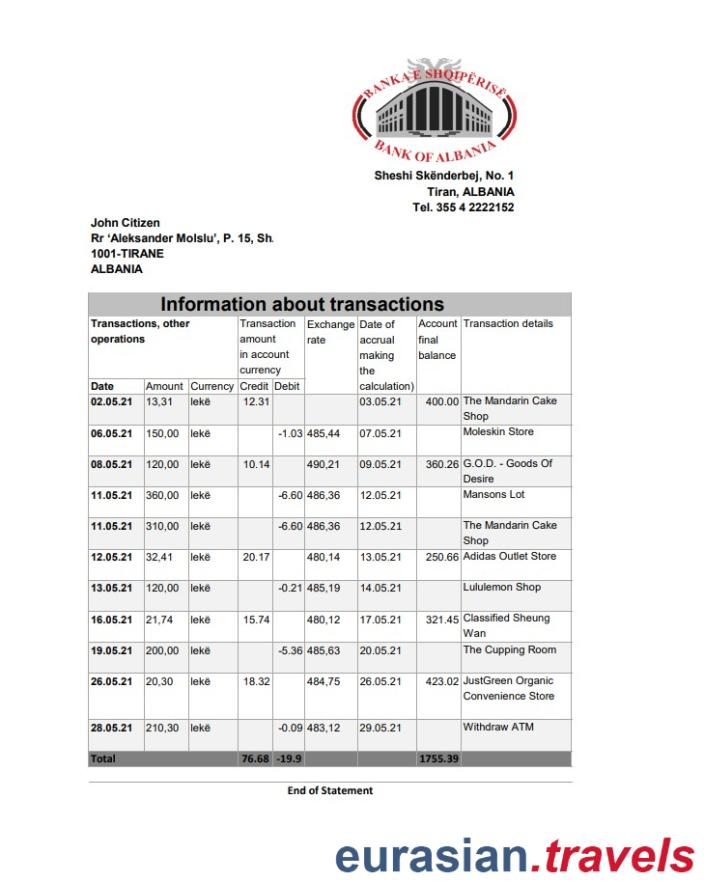 BANKA E SHQIPËRISË
BANK OF ALBANIA
Sheshi Skënderbej, No. 1
Tiran, ALBANIA
Tel. 355 4 2222152
John Citizen
Rr ‘Aleksander Molslu’, P. 15, Sh.
1001-TIRANE
ALBANIA
Information about transactions
Transactions, other operations Transaction amount in account currency Exchange rate Date of accrual making the calculation) Account final balance Transaction details
Date Amount Currency Credit Debit
02.05.21 13,31 lekë 12.31 03.05.21 400.00 The Mandarin Cake Shop
06.05.21 150,00 lekë -1.03 485,44 07.05.21 Moleskin Store
08.05.21 120,00 lekë 10.14 490,21 09.05.21 360.26 G.O.D. - Goods Of Desire
11.05.21 360,00 lekë -6.60 486,36 12.05.21 Mansons Lot
11.05.21 310,00 lekë -6.60 486,36 12.05.21 The Mandarin Cake Shop
12.05.21 32,41 lekë 20.17 480,14 13.05.21 250.66 Adidas Outlet Store
13.05.21 120,00 lekë -0.21 485,19 14.05.21 Lululemon Shop
16.05.21 21,74 lekë 15.74 480,12 17.05.21 321.45 Classified Sheung Wan
19.05.21 200,00 lekë -5.36 485,63 20.05.21 The Cupping Room
26.05.21 20,30 lekë 18.32 484,75 26.05.21 423.02 JustGreen Organic Convenience Store
28.05.21 210,30 lekë -0.09 483,12 29.05.21 Withdraw ATM
Total 76.68 -19.9 1755.39
End of Statement
eurasian.travels